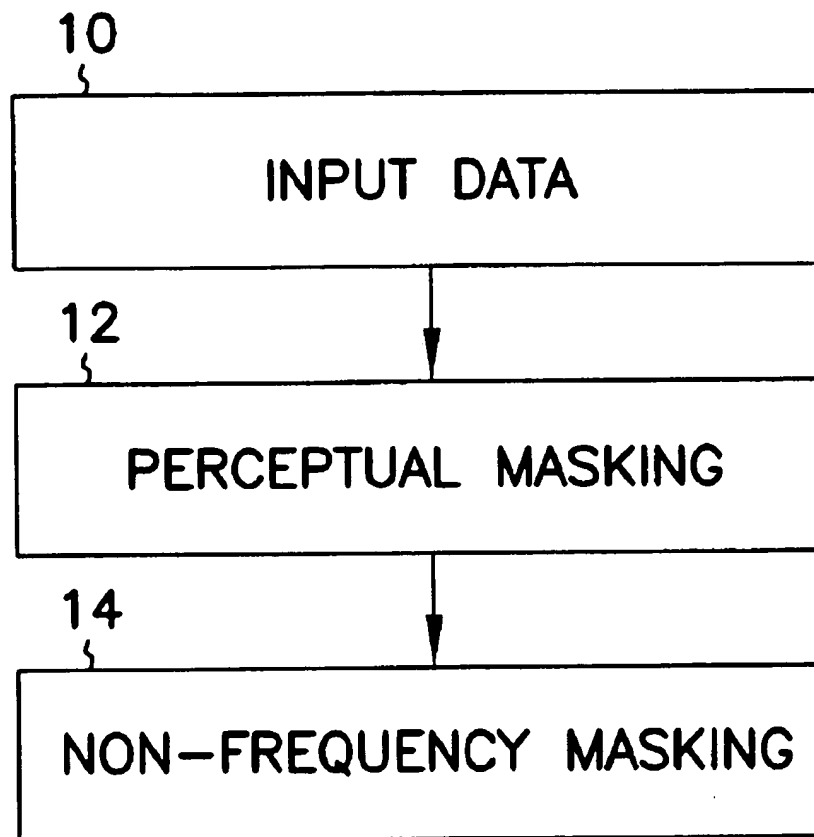 10
INPUT DATA
12
PERCEPTUAL MASKING
14
NON-FREQUENCY MASKING